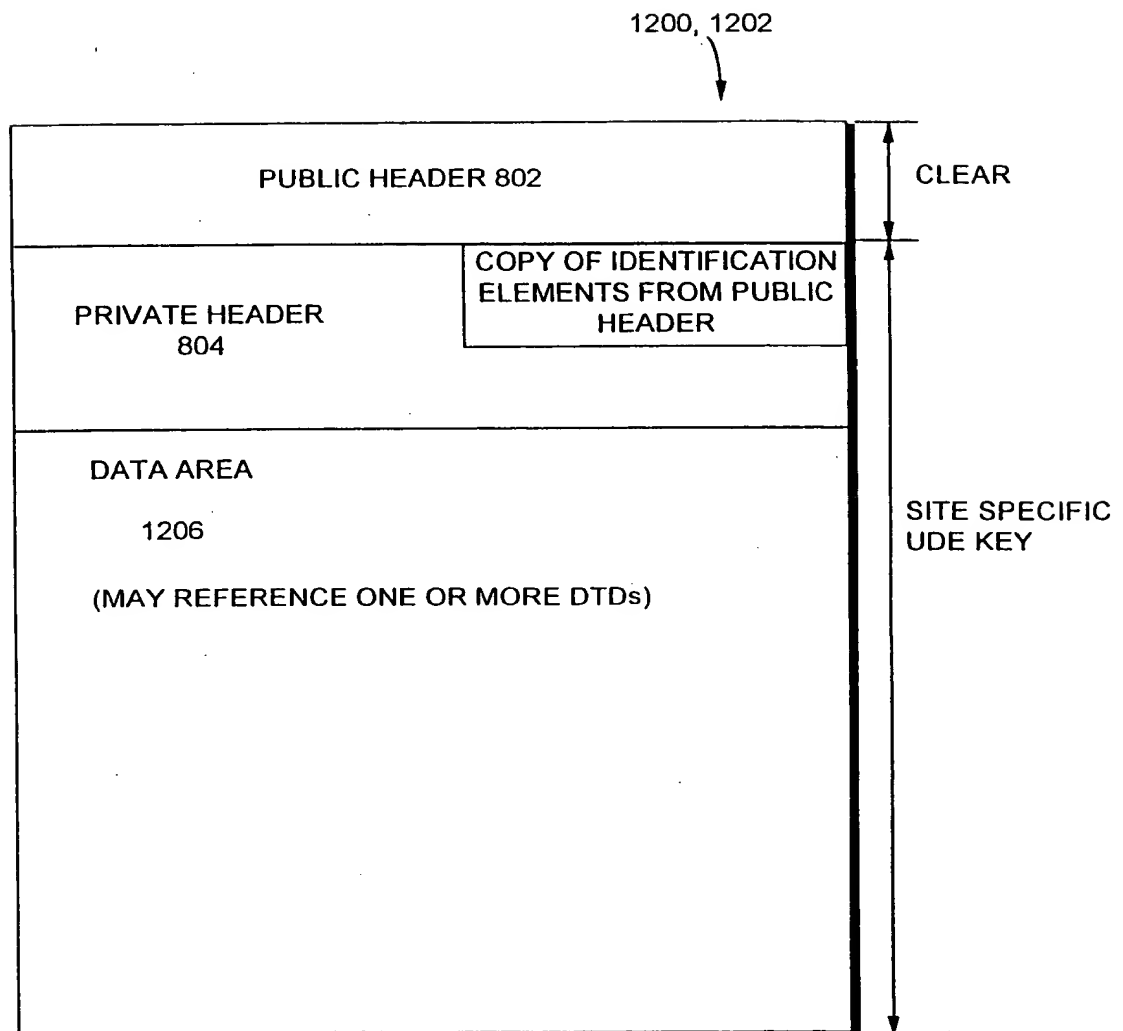 1200, 1202
PUBLIC HEADER 802
CLEAR
COPY OF IDENTIFICATION
ELEMENTS FROM PUBLIC
HEADER
PRIVATE HEADER
804
DATA AREA
1206
(MAY REFERENCE ONE OR MORE DTDs)
SITE SPECIFIC
UDE KEY